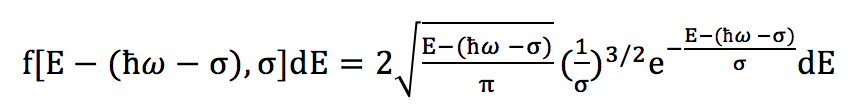 f[E − (ħω − σ), σ]dE = 2√((E−(ħω −σ))/π) (1/σ)^{3/2} e^{−(E−(ħω −σ))/σ} dE